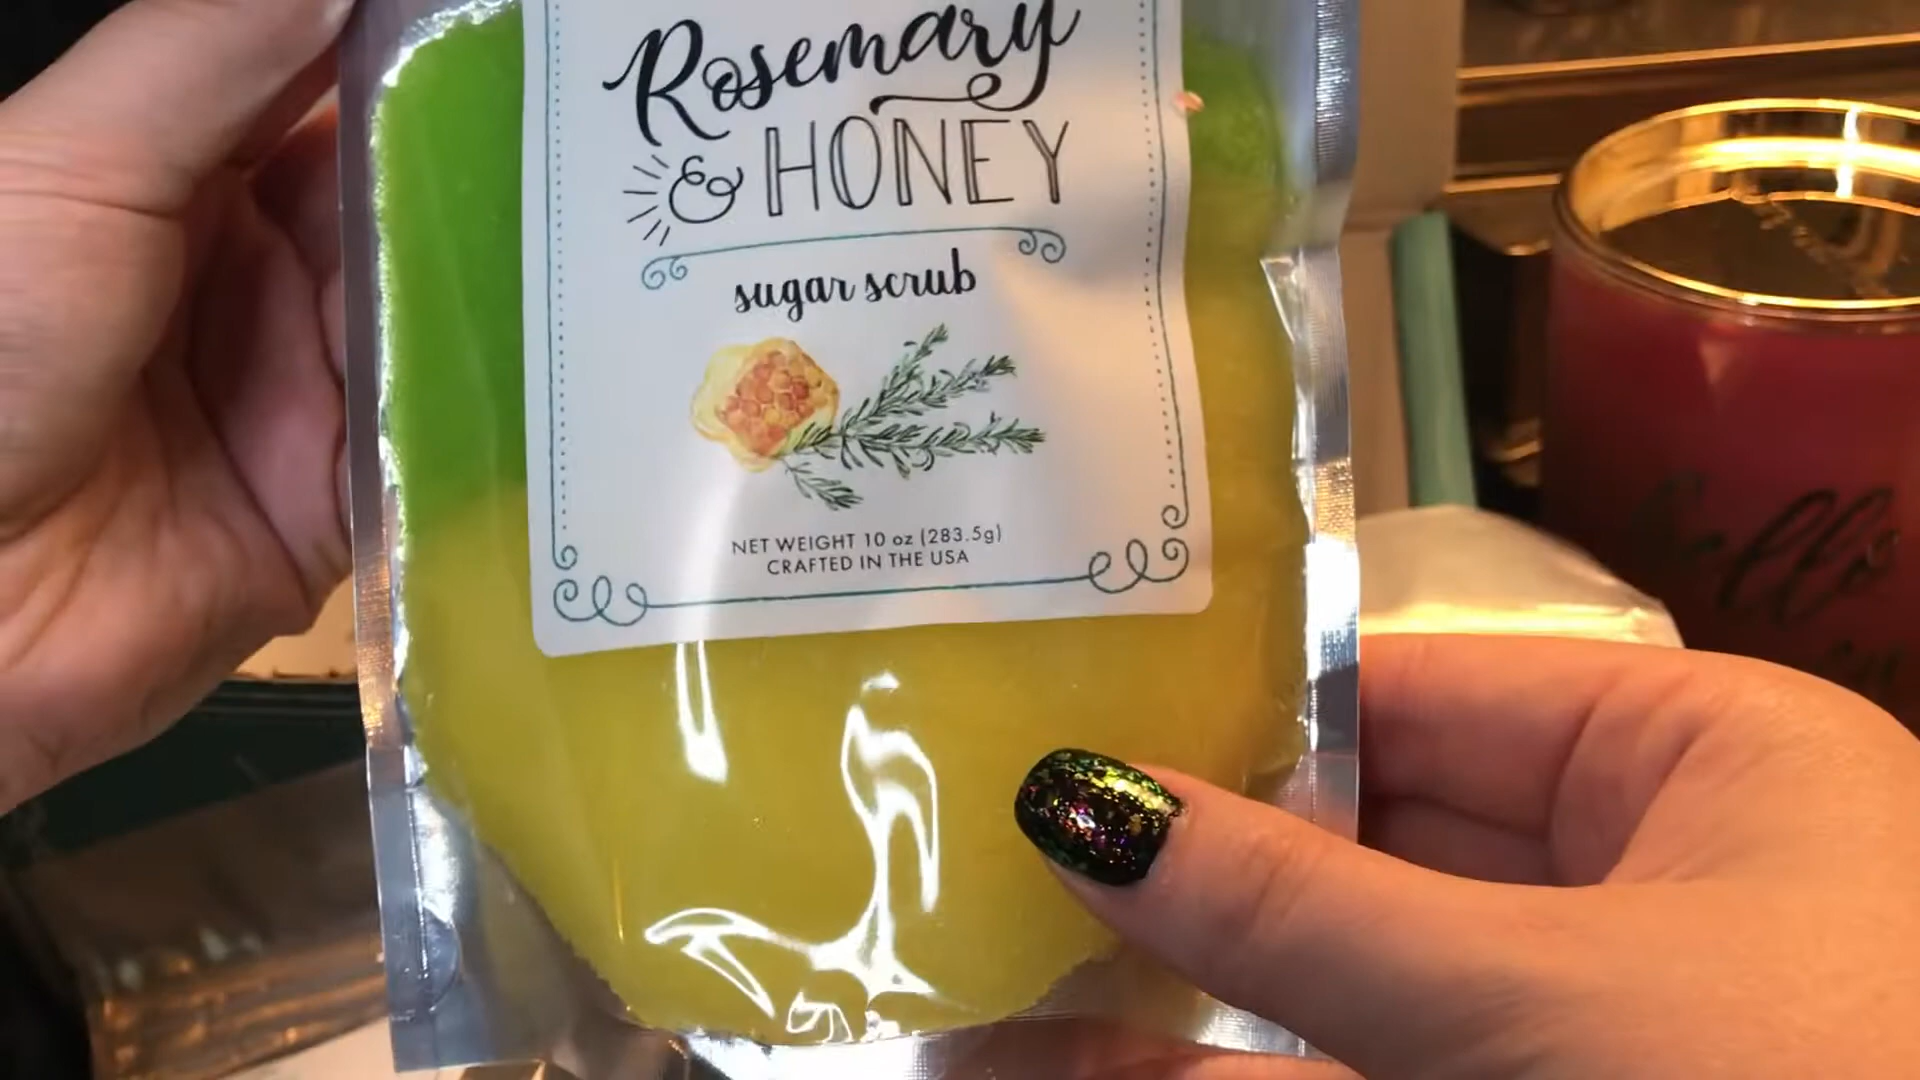 Rosemary
& HONEY
sugar scrub
NET WEIGHT 10 oz (283.5g)
CRAFTED IN THE USA